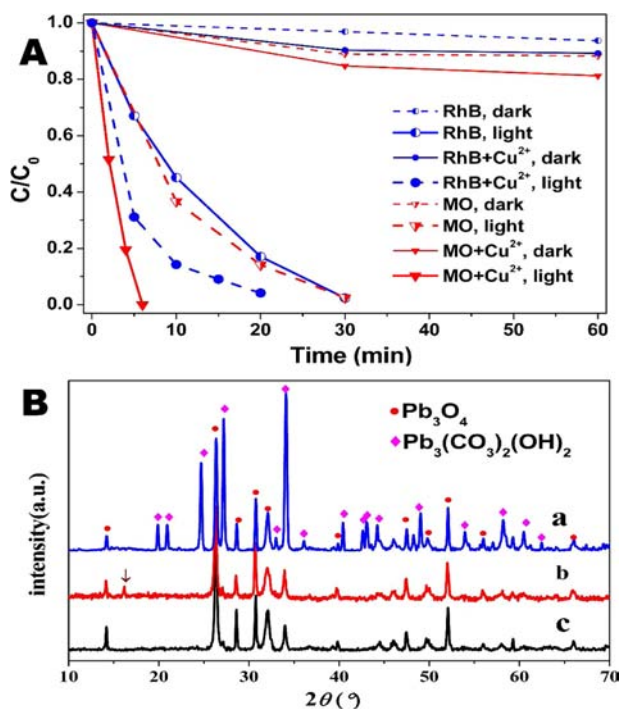 A
1.0
0.8
0.6
0.4
0.2
0.0
C/C₀
0 10 20 30 40 50 60
Time (min)
RhB, dark
RhB, light
RhB+Cu²⁺, dark
RhB+Cu²⁺, light
MO, dark
MO, light
MO+Cu²⁺, dark
MO+Cu²⁺, light
B
Pb₃O₄
Pb₃(CO₃)₂(OH)₂
intensity(a.u.)
a
b
c
10 20 30 40 50 60 70
2θ(°)